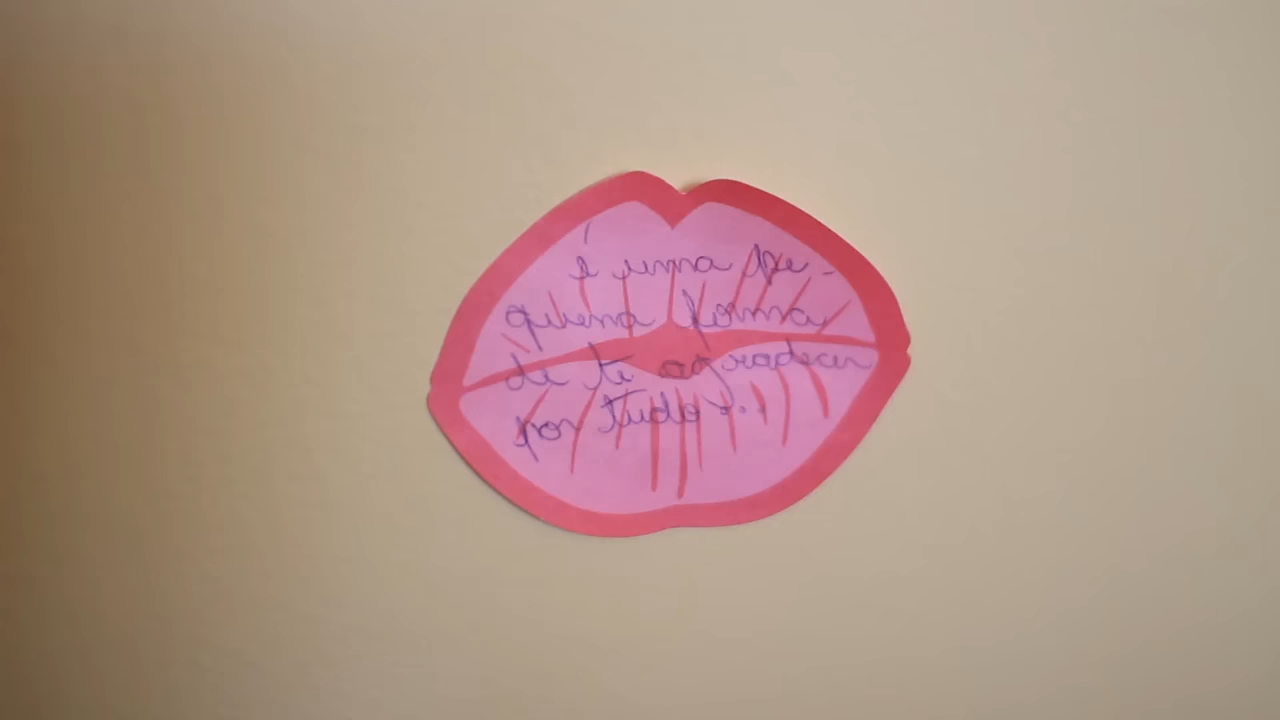 é uma pe-
quena forma
de te agradecer
por tudo...